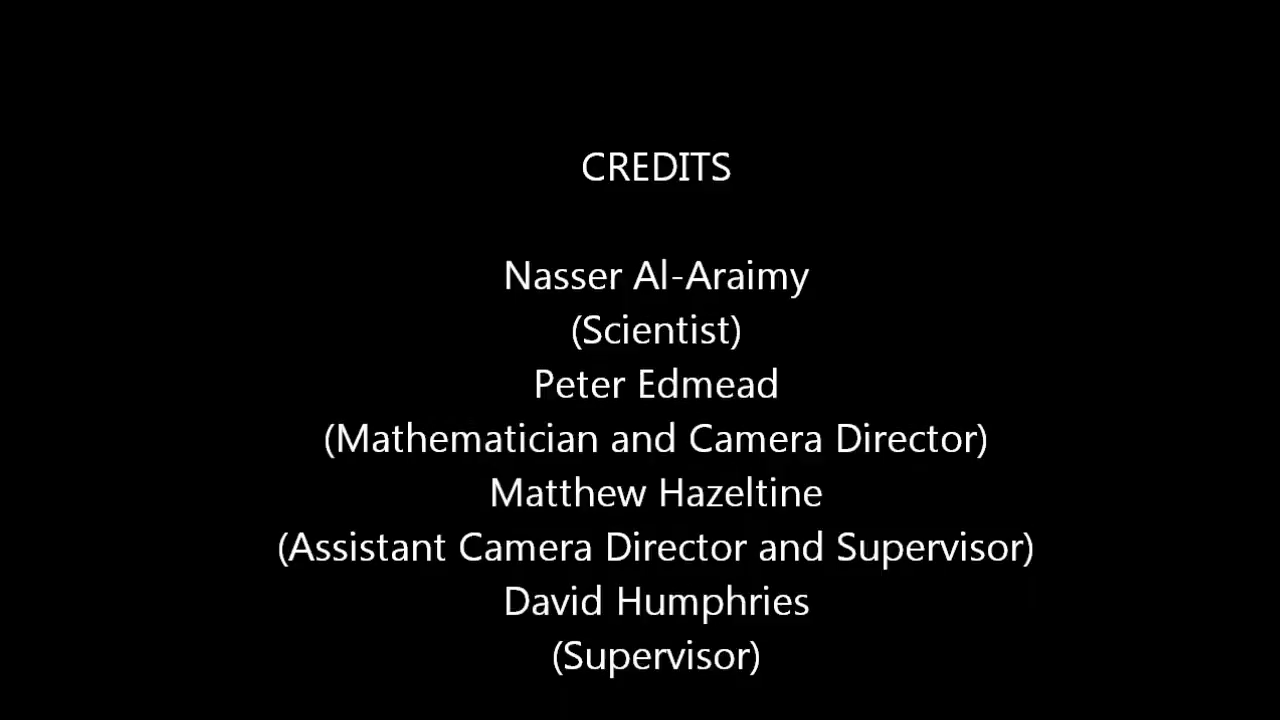 CREDITS
Nasser Al-Araimy
(Scientist)
Peter Edmead
(Mathematician and Camera Director)
Matthew Hazeltine
(Assistant Camera Director and Supervisor)
David Humphries
(Supervisor)